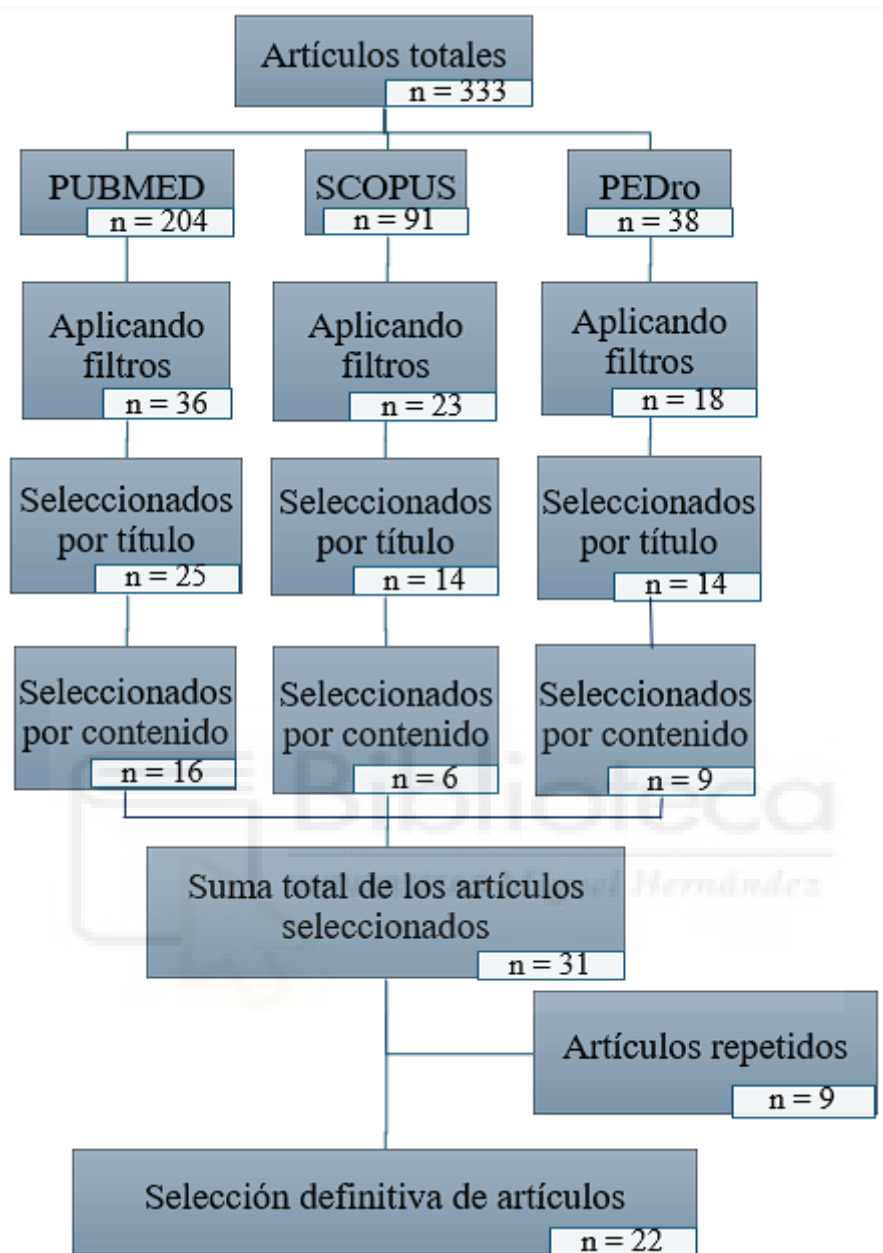 Artículos totales
n = 333
PUBMED
n = 204
SCOPUS
n = 91
PEDro
n = 38
Aplicando
filtros
n = 36
Aplicando
filtros
n = 23
Aplicando
filtros
n = 18
Seleccionados
por título
n = 25
Seleccionados
por título
n = 14
Seleccionados
por título
n = 14
Seleccionados
por contenido
n = 16
Seleccionados
por contenido
n = 6
Seleccionados
por contenido
n = 9
Biblioteca
Miguel Hernández
Suma total de los artículos
seleccionados
n = 31
Artículos repetidos
n = 9
Selección definitiva de artículos
n = 22